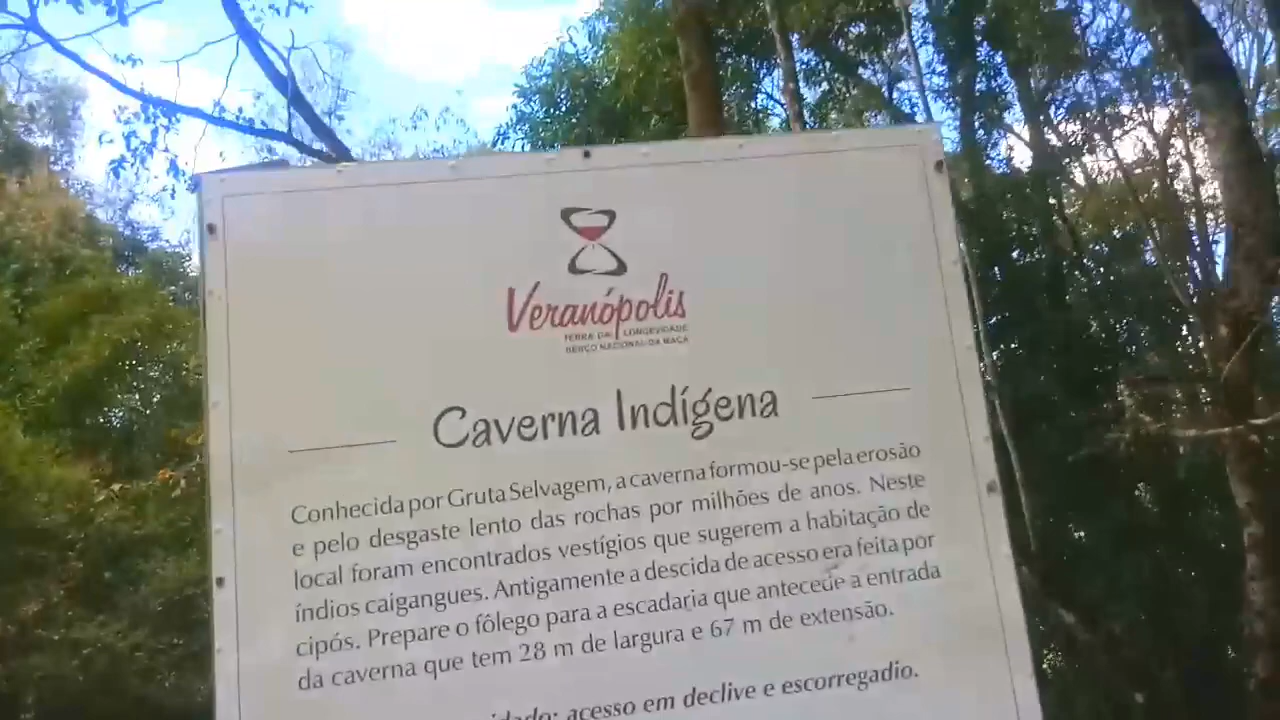 Veranópolis
TERRA DA LONGEVIDADE
BERÇO NACIONAL DA MAÇÃ
Caverna Indígena
Conhecida por Gruta Selvagem, a caverna formou-se pela erosão
e pelo desgaste lento das rochas por milhões de anos. Neste
local foram encontrados vestígios que sugerem a habitação de
índios caigangues. Antigamente a descida de acesso era feita por
cipós. Prepare o fôlego para a escadaria que antecede a entrada
da caverna que tem 28 m de largura e 67 m de extensão.
acesso em declive e escorregadio.